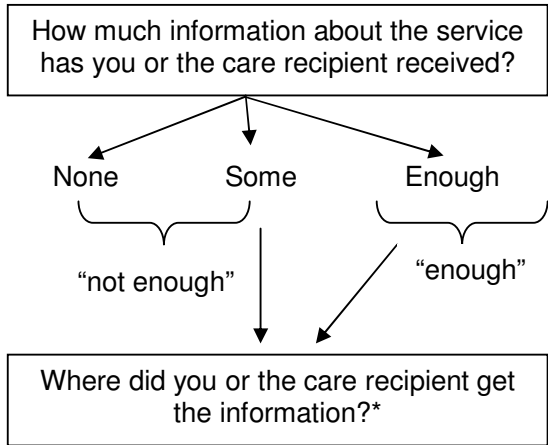 How much information about the service
has you or the care recipient received?
None Some Enough
“not enough” “enough”
Where did you or the care recipient get
the information?*